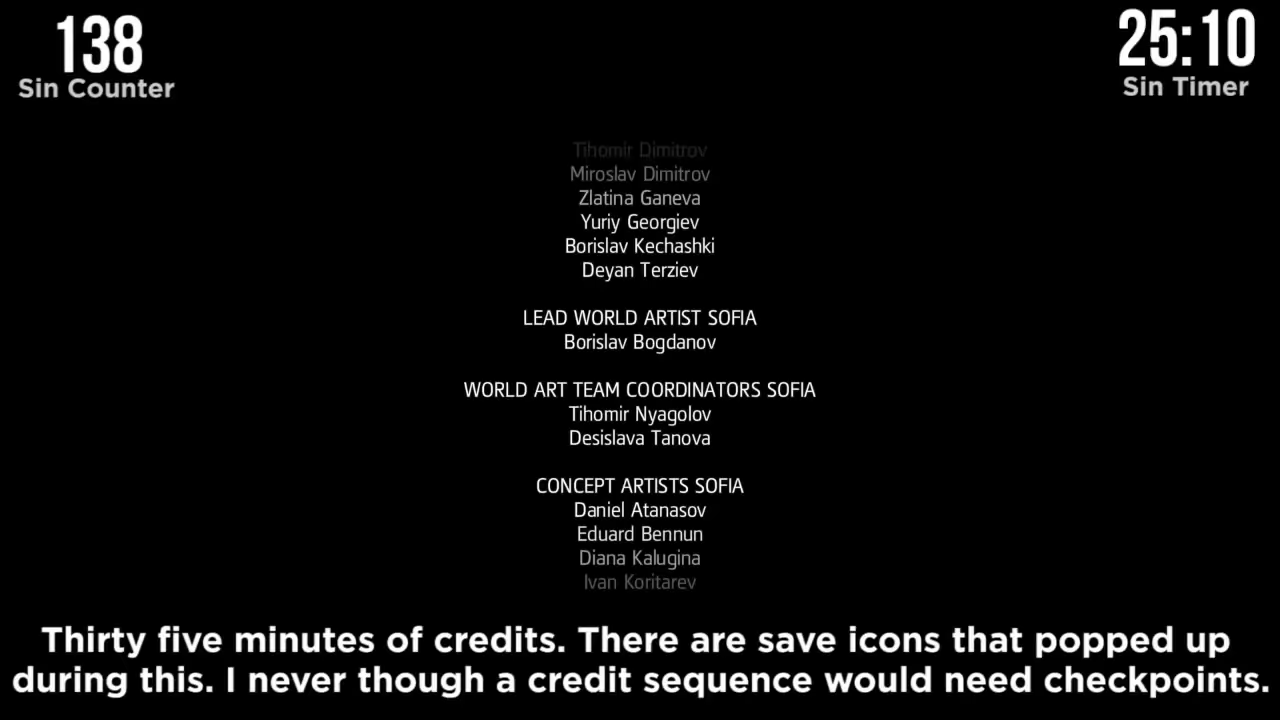 138
Sin Counter
25:10
Sin Timer
Tihomir Dimitrov
Miroslav Dimitrov
Zlatina Ganeva
Yuriy Georgiev
Borislav Kechashki
Deyan Terziev
LEAD WORLD ARTIST SOFIA
Borislav Bogdanov
WORLD ART TEAM COORDINATORS SOFIA
Tihomir Nyagolov
Desislava Tanova
CONCEPT ARTISTS SOFIA
Daniel Atanasov
Eduard Bennun
Diana Kalugina
Ivan Koritarev
Thirty five minutes of credits. There are save icons that popped up
during this. I never though a credit sequence would need checkpoints.